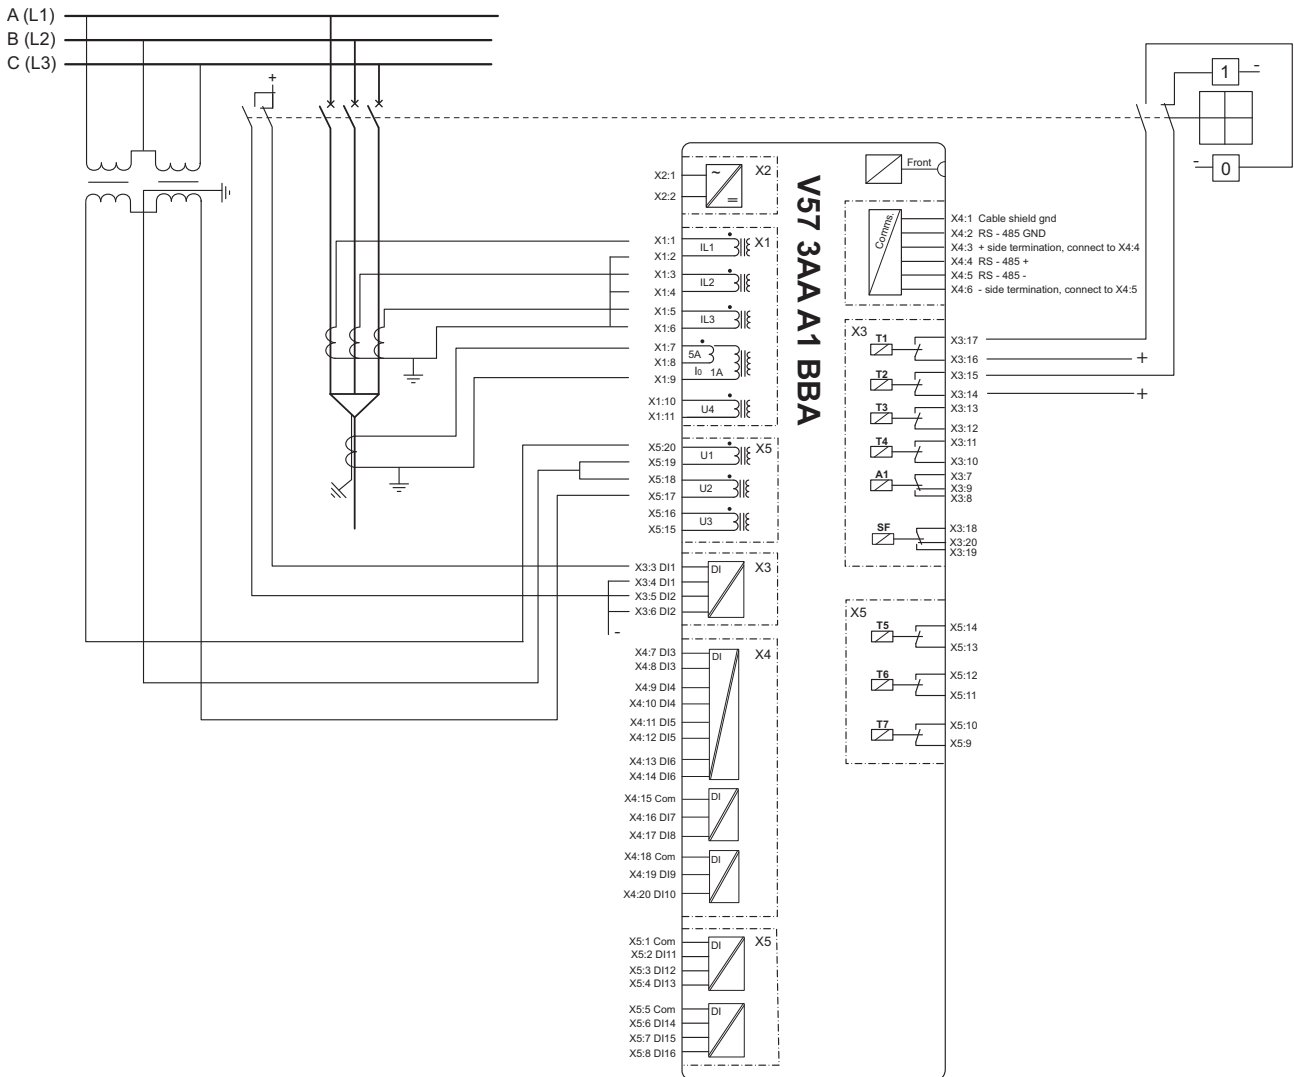 A (L1)
B (L2)
C (L3)
+
1
-
-
0
X2:1
X2:2
~
=
X2
Front
V57 3AA A1 BBA
Comms.
X4:1 Cable shield gnd
X4:2 RS - 485 GND
X4:3 + side termination, connect to X4:4
X4:4 RS - 485 +
X4:5 RS - 485 -
X4:6 - side termination, connect to X4:5
X1:1
X1:2
X1:3
X1:4
X1:5
X1:6
X1:7
X1:8
X1:9
X1:10
X1:11
IL1
IL2
IL3
5A
I0 1A
U4
X1
X5:20
X5:19
X5:18
X5:17
X5:16
X5:15
U1
U2
U3
X5
X3:3 DI1
X3:4 DI1
X3:5 DI2
X3:6 DI2
-
DI
X3
X4:7 DI3
X4:8 DI3
X4:9 DI4
X4:10 DI4
X4:11 DI5
X4:12 DI5
X4:13 DI6
X4:14 DI6
DI
X4
X4:15 Com
X4:16 DI7
X4:17 DI8
DI
X4:18 Com
X4:19 DI9
X4:20 DI10
DI
X5:1 Com
X5:2 DI11
X5:3 DI12
X5:4 DI13
DI
X5
X5:5 Com
X5:6 DI14
X5:7 DI15
X5:8 DI16
DI
X3
T1
X3:17
X3:16
+
T2
X3:15
X3:14
+
T3
X3:13
X3:12
T4
X3:11
X3:10
A1
X3:7
X3:9
X3:8
SF
X3:18
X3:20
X3:19
X5
T5
X5:14
X5:13
T6
X5:12
X5:11
T7
X5:10
X5:9